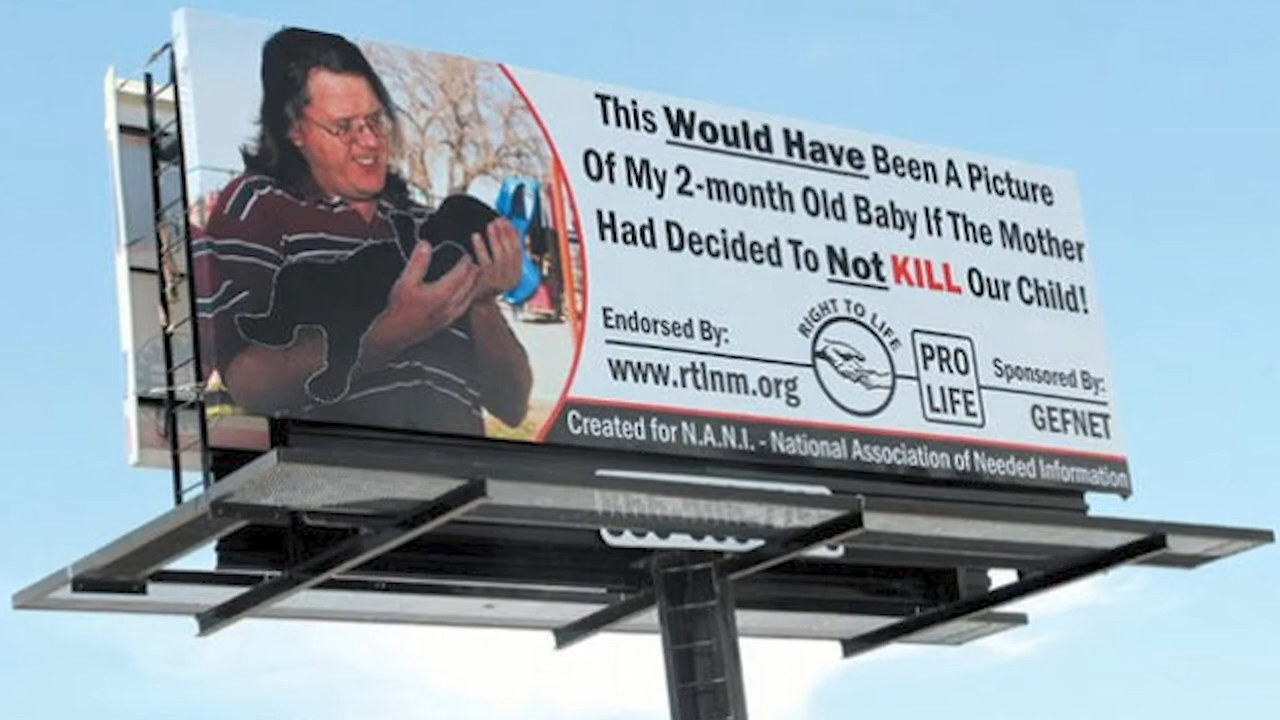 This Would Have Been A Picture
Of My 2-month Old Baby If The Mother
Had Decided To Not KILL Our Child!
Endorsed By:
www.rtlnm.org
RIGHT TO LIFE
PRO
LIFE
Sponsored By:
GEFNET
Created for N.A.N.I. - National Association of Needed Information